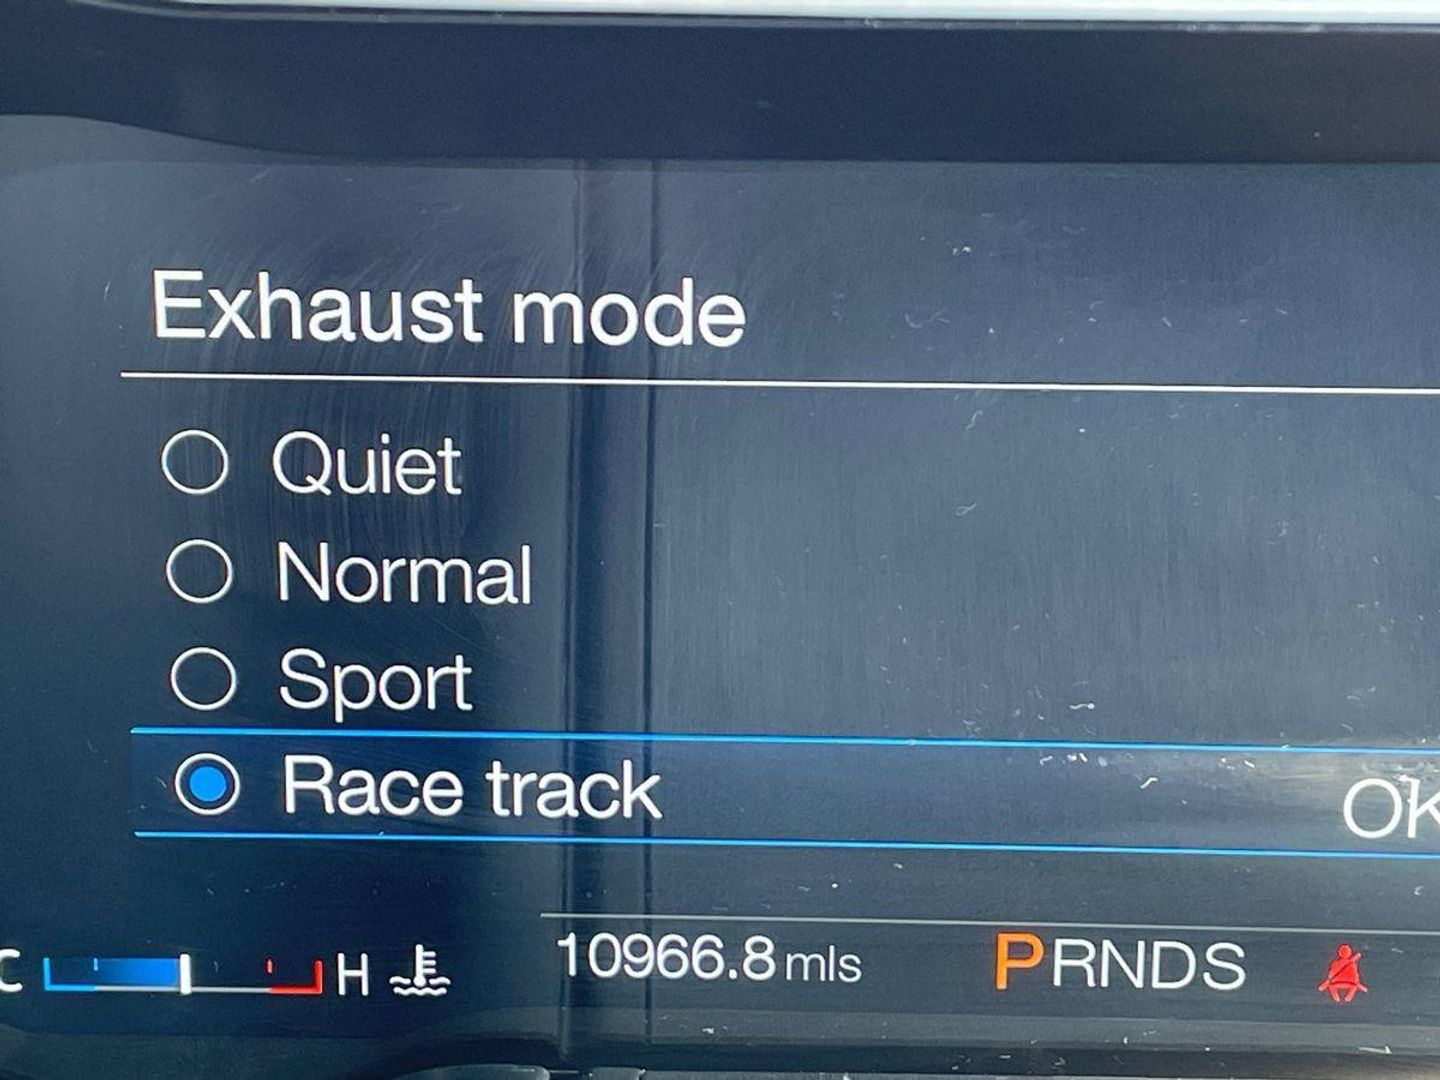 Exhaust mode
Quiet
Normal
Sport
Race track
OK
C H 10966.8 mls PRNDS